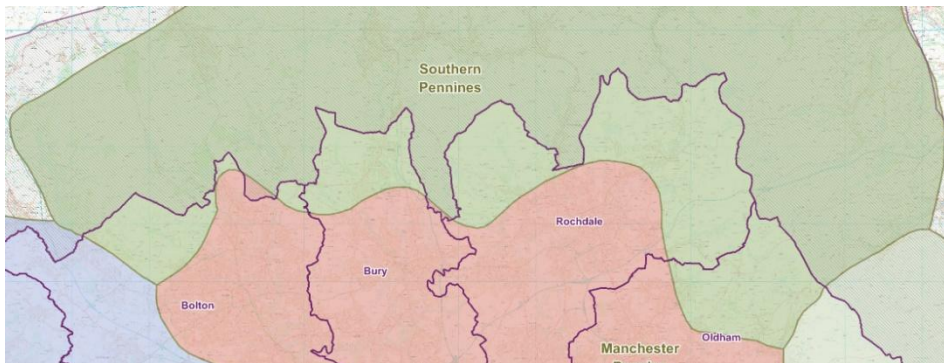 Southern
Pennines
Rochdale
Bury
Bolton
Oldham
Manchester